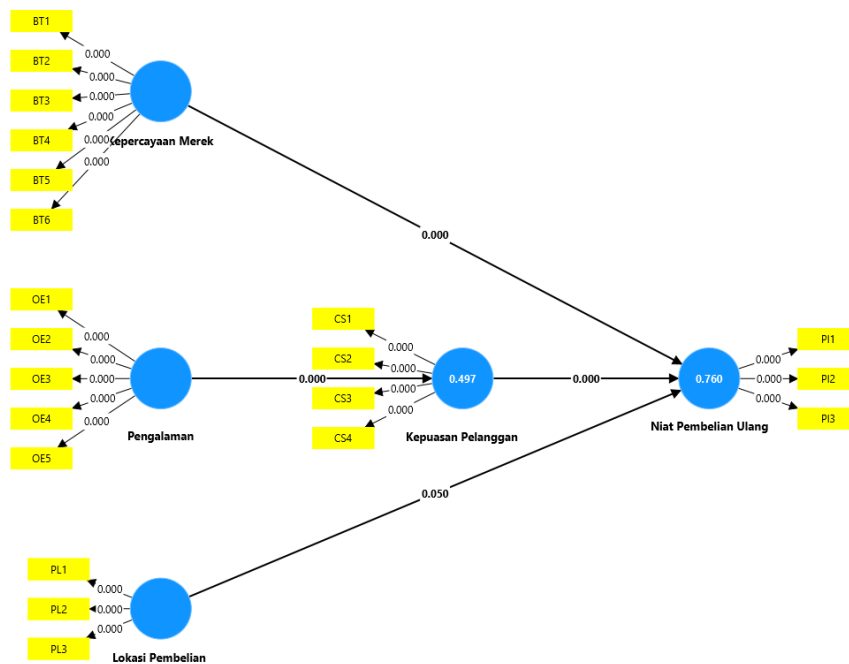 BT1
0.000
BT2
0.000
BT3
0.000
BT4
0.000
BT5
0.000
BT6
0.000
Kepercayaan Merek
0.000
OE1
0.000
OE2
0.000
OE3
0.000
OE4
0.000
OE5
0.000
Pengalaman
0.000
CS1
0.000
CS2
0.000
CS3
0.000
CS4
0.000
0.497
Kepuasan Pelanggan
0.000
0.760
Niat Pembelian Ulang
PI1
0.000
PI2
0.000
PI3
0.000
0.050
PL1
0.000
PL2
0.000
PL3
0.000
Lokasi Pembelian